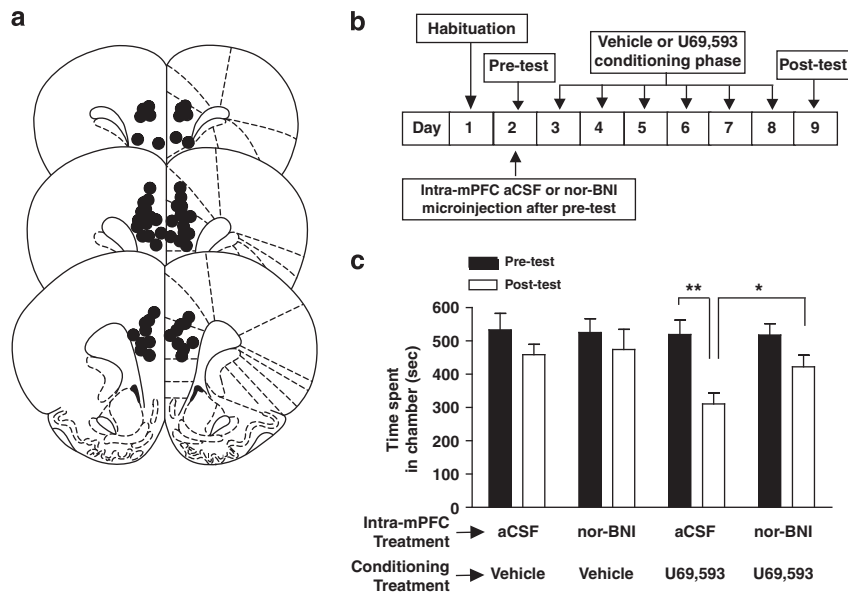 a
b
Habituation
Pre-test
Vehicle or U69,593
conditioning phase
Post-test
Day 1 2 3 4 5 6 7 8 9
Intra-mPFC aCSF or nor-BNI
microinjection after pre-test
c
Pre-test
Post-test
** *
Time spent
in chamber (sec)
600
500
400
300
200
100
0
Intra-mPFC
Treatment
aCSF nor-BNI aCSF nor-BNI
Conditioning
Treatment
Vehicle Vehicle U69,593 U69,593